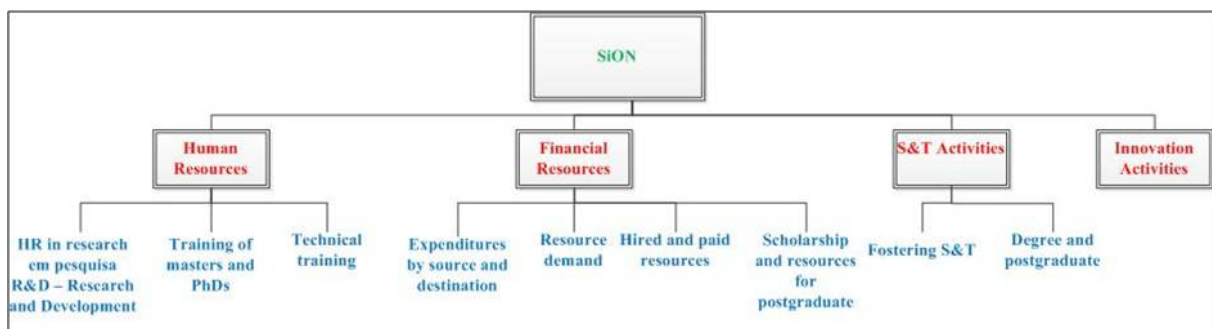 SiON
Human
Resources
Financial
Resources
S&T Activities
Innovation
Activities
HR in research
em pesquisa
R&D – Research
and Development
Training of
masters and
PhDs
Technical
training
Expenditures
by source and
destination
Resource
demand
Hired and paid
resources
Scholarship
and resources
for
postgraduate
Fostering S&T
Degree and
postgraduate